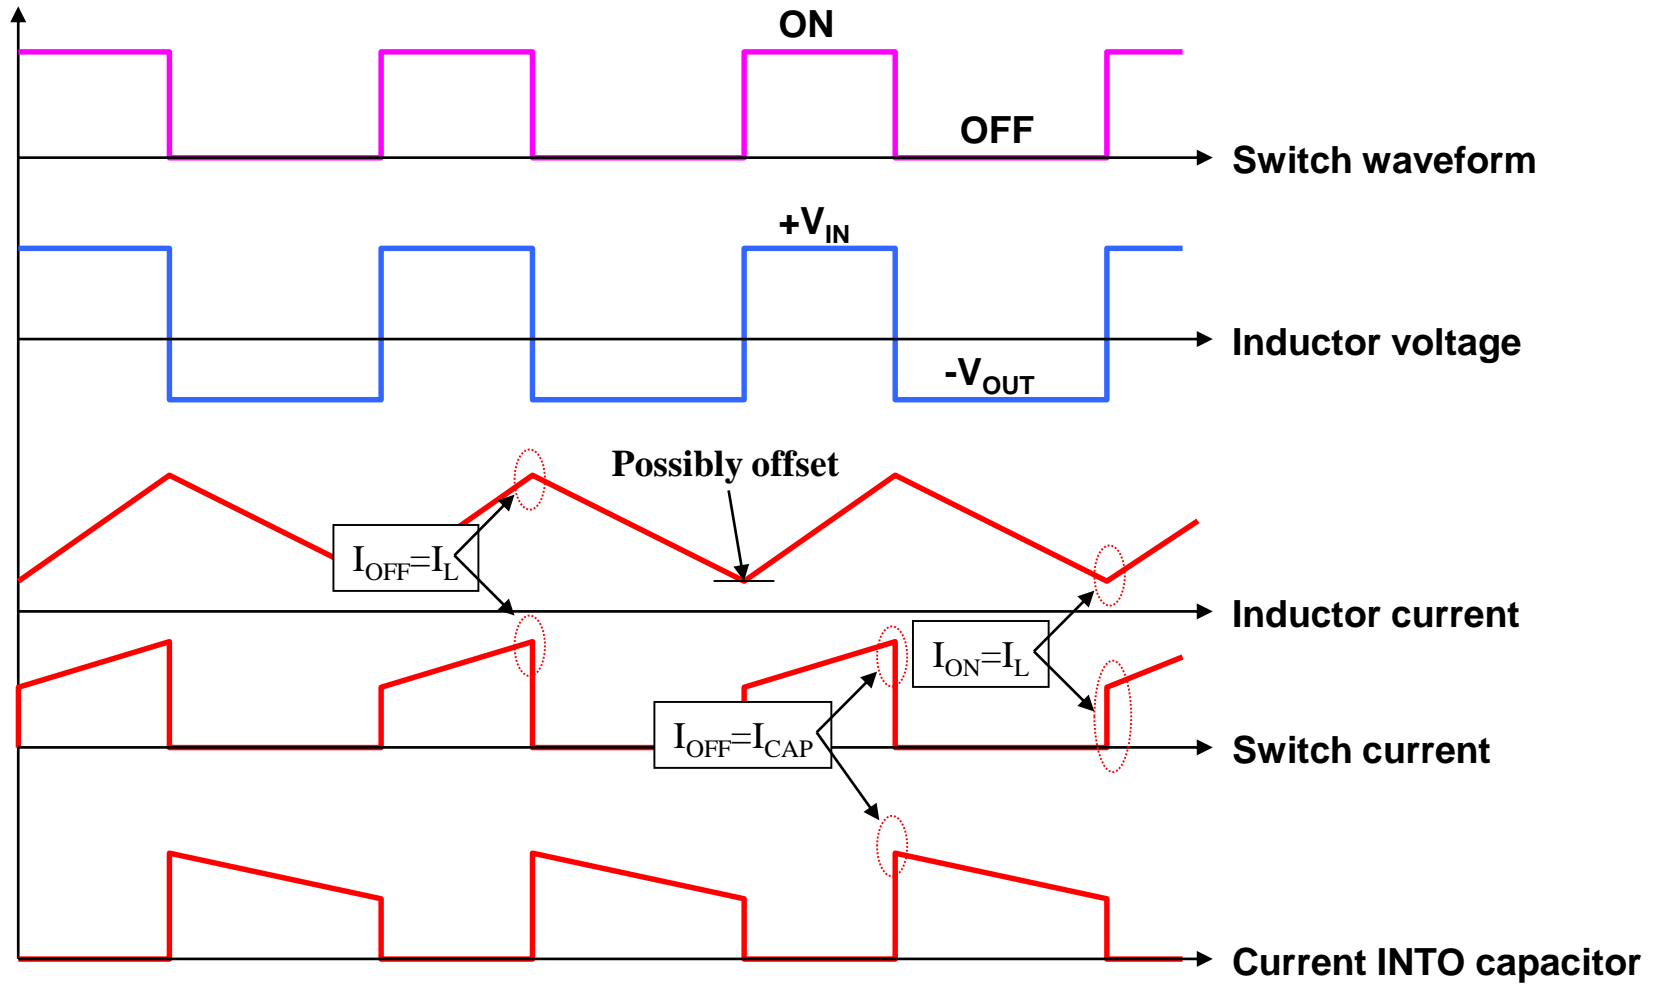 ON
OFF
Switch waveform
+VIN
Inductor voltage
-VOUT
Possibly offset
IOFF=IL
Inductor current
ION=IL
IOFF=ICAP
Switch current
Current INTO capacitor